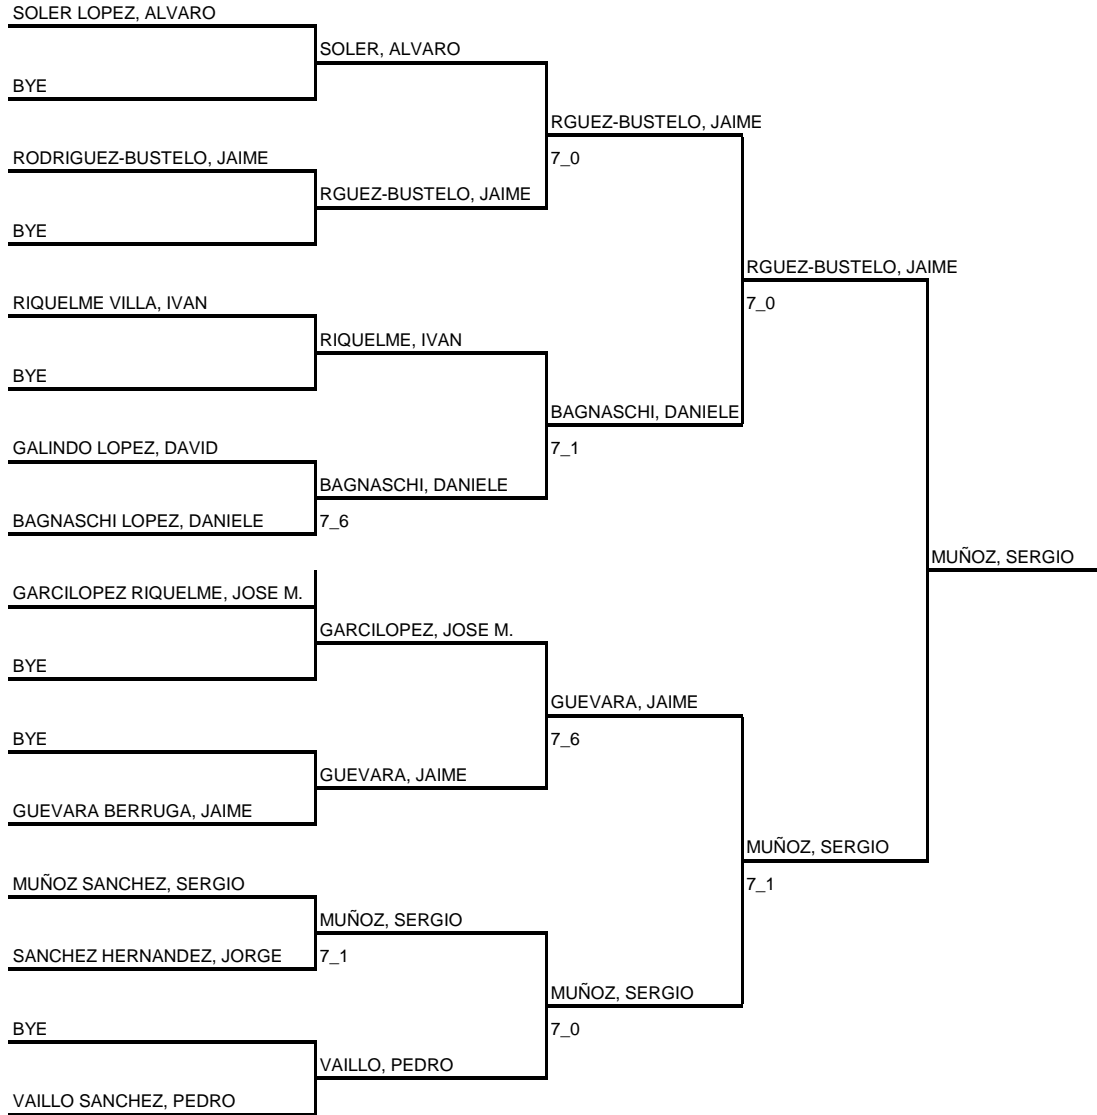 SOLER LOPEZ, ALVARO
SOLER, ALVARO
BYE
RGUEZ-BUSTELO, JAIME
RODRIGUEZ-BUSTELO, JAIME
7_0
RGUEZ-BUSTELO, JAIME
BYE
RGUEZ-BUSTELO, JAIME
RIQUELME VILLA, IVAN
7_0
RIQUELME, IVAN
BYE
BAGNASCHI, DANIELE
GALINDO LOPEZ, DAVID
7_1
BAGNASCHI, DANIELE
BAGNASCHI LOPEZ, DANIELE
7_6
MUÑOZ, SERGIO
GARCILOPEZ RIQUELME, JOSE M.
GARCILOPEZ, JOSE M.
BYE
GUEVARA, JAIME
BYE
7_6
GUEVARA, JAIME
GUEVARA BERRUGA, JAIME
MUÑOZ, SERGIO
MUÑOZ SANCHEZ, SERGIO
7_1
MUÑOZ, SERGIO
SANCHEZ HERNANDEZ, JORGE
7_1
MUÑOZ, SERGIO
BYE
7_0
VAILLO, PEDRO
VAILLO SANCHEZ, PEDRO